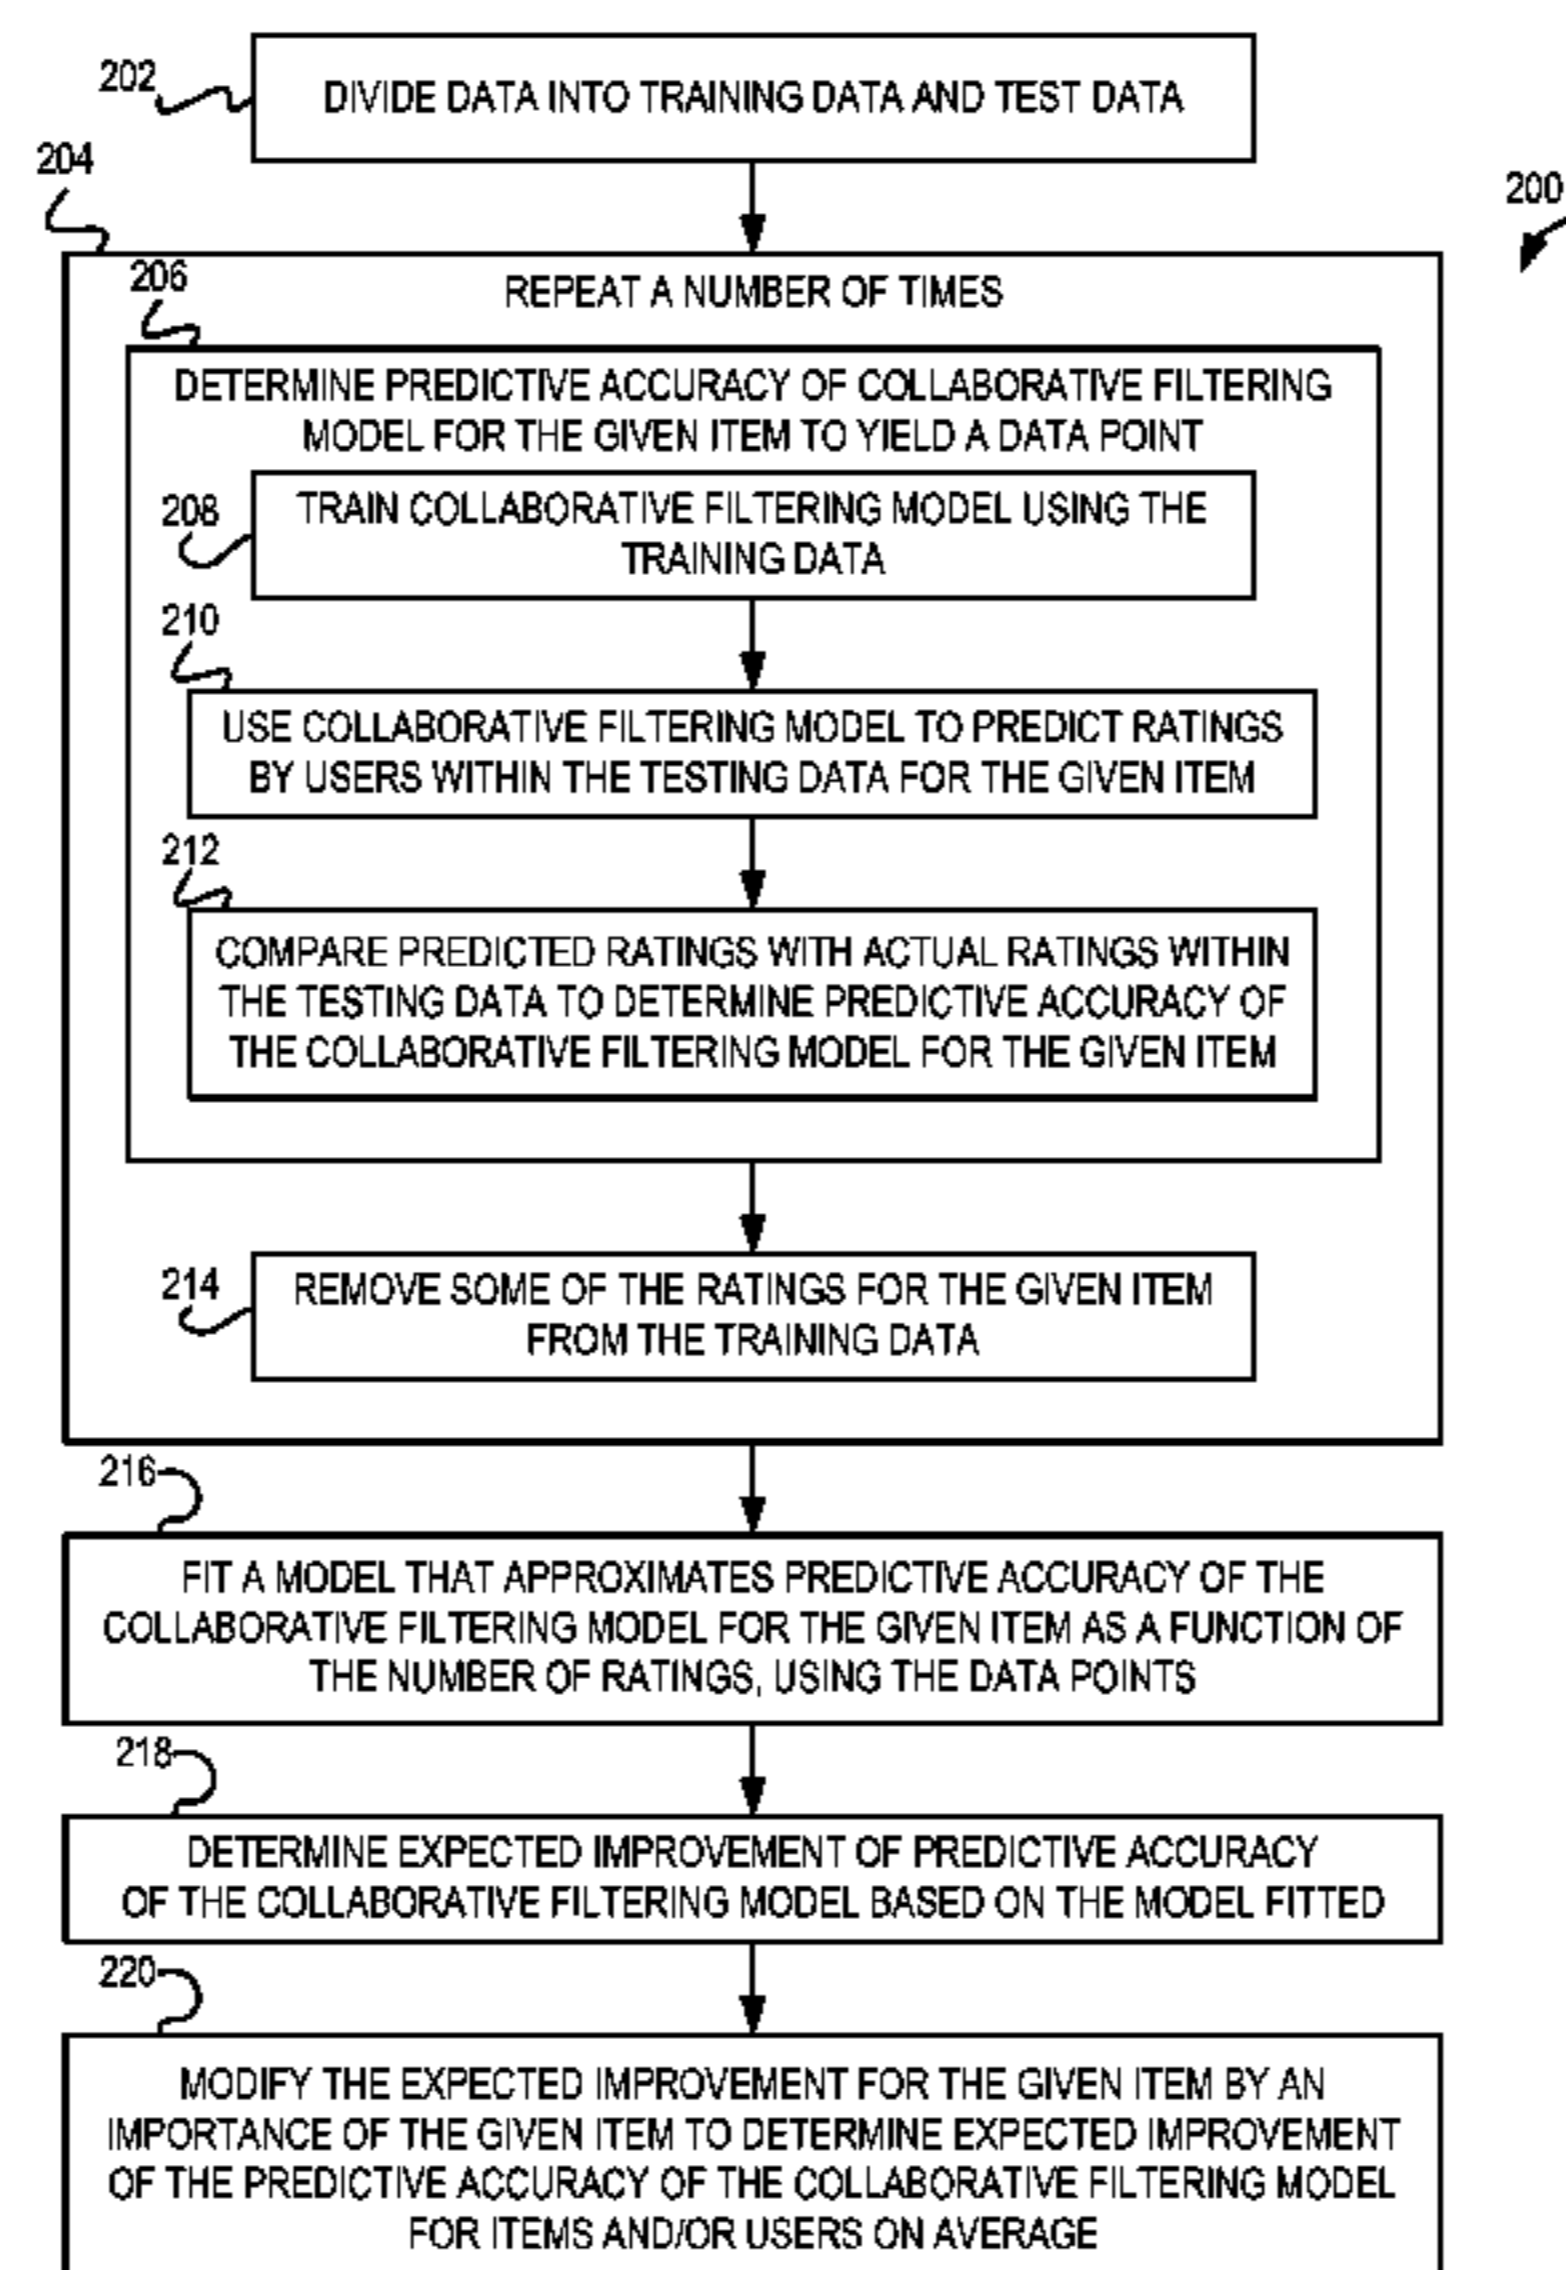 202
DIVIDE DATA INTO TRAINING DATA AND TEST DATA
204
200
206
REPEAT A NUMBER OF TIMES
DETERMINE PREDICTIVE ACCURACY OF COLLABORATIVE FILTERING
MODEL FOR THE GIVEN ITEM TO YIELD A DATA POINT
208
TRAIN COLLABORATIVE FILTERING MODEL USING THE
TRAINING DATA
210
USE COLLABORATIVE FILTERING MODEL TO PREDICT RATINGS
BY USERS WITHIN THE TESTING DATA FOR THE GIVEN ITEM
212
COMPARE PREDICTED RATINGS WITH ACTUAL RATINGS WITHIN
THE TESTING DATA TO DETERMINE PREDICTIVE ACCURACY OF
THE COLLABORATIVE FILTERING MODEL FOR THE GIVEN ITEM
214
REMOVE SOME OF THE RATINGS FOR THE GIVEN ITEM
FROM THE TRAINING DATA
216
FIT A MODEL THAT APPROXIMATES PREDICTIVE ACCURACY OF THE
COLLABORATIVE FILTERING MODEL FOR THE GIVEN ITEM AS A FUNCTION OF
THE NUMBER OF RATINGS, USING THE DATA POINTS
218
DETERMINE EXPECTED IMPROVEMENT OF PREDICTIVE ACCURACY
OF THE COLLABORATIVE FILTERING MODEL BASED ON THE MODEL FITTED
220
MODIFY THE EXPECTED IMPROVEMENT FOR THE GIVEN ITEM BY AN
IMPORTANCE OF THE GIVEN ITEM TO DETERMINE EXPECTED IMPROVEMENT
OF THE PREDICTIVE ACCURACY OF THE COLLABORATIVE FILTERING MODEL
FOR ITEMS AND/OR USERS ON AVERAGE